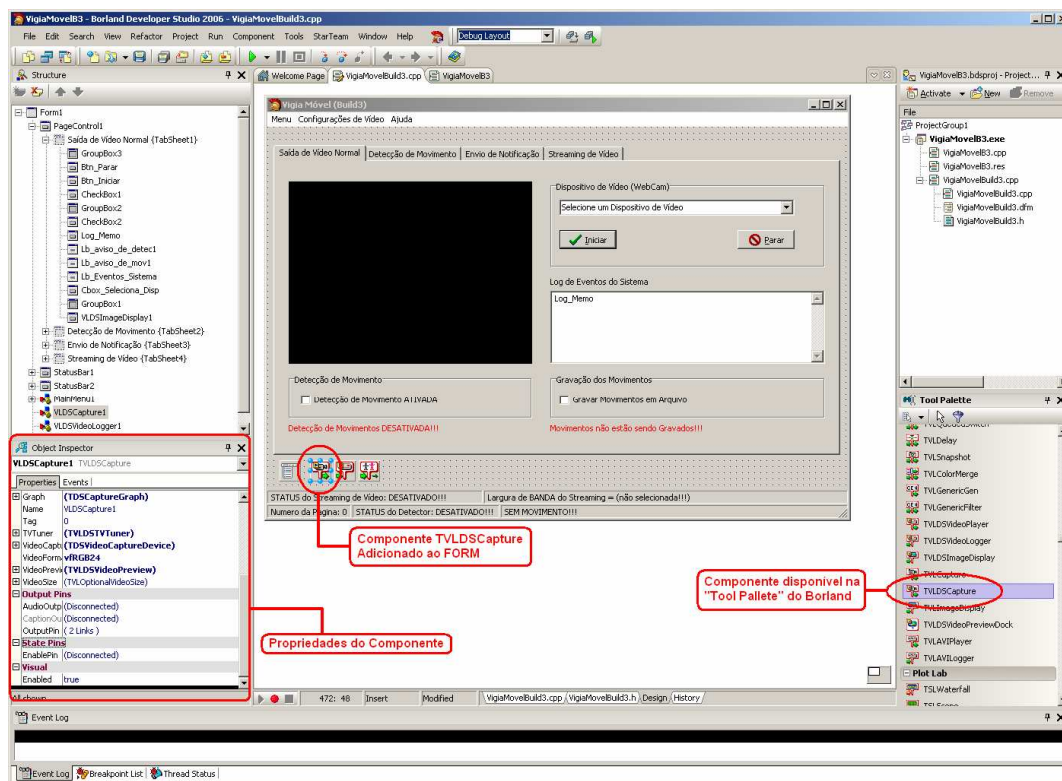 VigiaMovelB3 - Borland Developer Studio 2006 - VigiaMovelBuild3.cpp
File Edit Search View Refactor Project Run Component Tools StarTeam Window Help Debug Layout
Structure
Form1
PageControl1
Saída de Vídeo Normal {TabSheet1}
GroupBox3
Btn_Parar
Btn_Iniciar
CheckBox1
GroupBox2
CheckBox2
Log_Memo
Lb_aviso_de_detec1
Lb_aviso_de_mov1
Lb_Eventos_Sistema
Cbox_Seleciona_Disp
GroupBox1
VLDSImageDisplay1
Detecção de Movimento {TabSheet2}
Envio de Notificação {TabSheet3}
Streaming de Vídeo {TabSheet4}
StatusBar1
StatusBar2
MainMenu1
VLDSCapture1
VLDSVideoLogger1
Object Inspector
VLDSCapture1 TVLDSCapture
Properties Events
Graph (TDSCaptureGraph)
Name VLDSCapture1
Tag 0
TVTuner (TVLDSTVTuner)
VideoCapt (TDSVideoCaptureDevice)
VideoForm vfRGB24
VideoPrevi (TVLDSVideoPreview)
VideoSize (TVLOptionalVideoSize)
Output Pins
AudioOutp (Disconnected)
CaptionOu (Disconnected)
OutputPin ( 2 Links )
State Pins
EnablePin (Disconnected)
Visual
Enabled true
All shown
Welcome Page VigiaMovelBuild3.cpp VigiaMovelB3
Vigia Móvel (Build3)
Menu Configurações de Vídeo Ajuda
Saída de Vídeo Normal Detecção de Movimento Envio de Notificação Streaming de Vídeo
Dispositivo de Vídeo (WebCam)
Selecione um Dispositivo de Vídeo
Iniciar Parar
Log de Eventos do Sistema
Log_Memo
Detecção de Movimento Gravação dos Movimentos
Detecção de Movimento ATIVADA Gravar Movimentos em Arquivo
Detecção de Movimentos DESATIVADA!!! Movimentos não estão sendo Gravados!!!
STATUS do Streaming de Vídeo: DESATIVADO!!! Largura de BANDA do Streaming = (não selecionada!!!)
Numero da Página: 0 STATUS do Detector: DESATIVADO!!! SEM MOVIMENTO!!!
Componente TVLDSCapture
Adicionado ao FORM
Componente disponível na
"Tool Pallete" do Borland
Propriedades do Componente
472: 48 Insert Modified VigiaMovelBuild3.cpp VigiaMovelBuild3.h Design History
VigiaMovelB3.bdsproj - Project...
Activate New Remove
File
ProjectGroup1
VigiaMovelB3.exe
VigiaMovelB3.cpp
VigiaMovelB3.res
VigiaMovelBuild3.cpp
VigiaMovelBuild3.cpp
VigiaMovelBuild3.dfm
VigiaMovelBuild3.h
Tool Palette
TVLDelay
TVLSnapshot
TVLColorMerge
TVLGenericGen
TVLGenericFilter
TVLDSVideoPlayer
TVLDSVideoLogger
TVLDSImageDisplay
TVLCapture
TVLDSCapture
TVLImageDisplay
TVLDSVideoPreviewDock
TVLAVIPlayer
TVLAVILogger
Plot Lab
TSLWaterfall
TSLScope
Event Log
Event Log Breakpoint List Thread Status